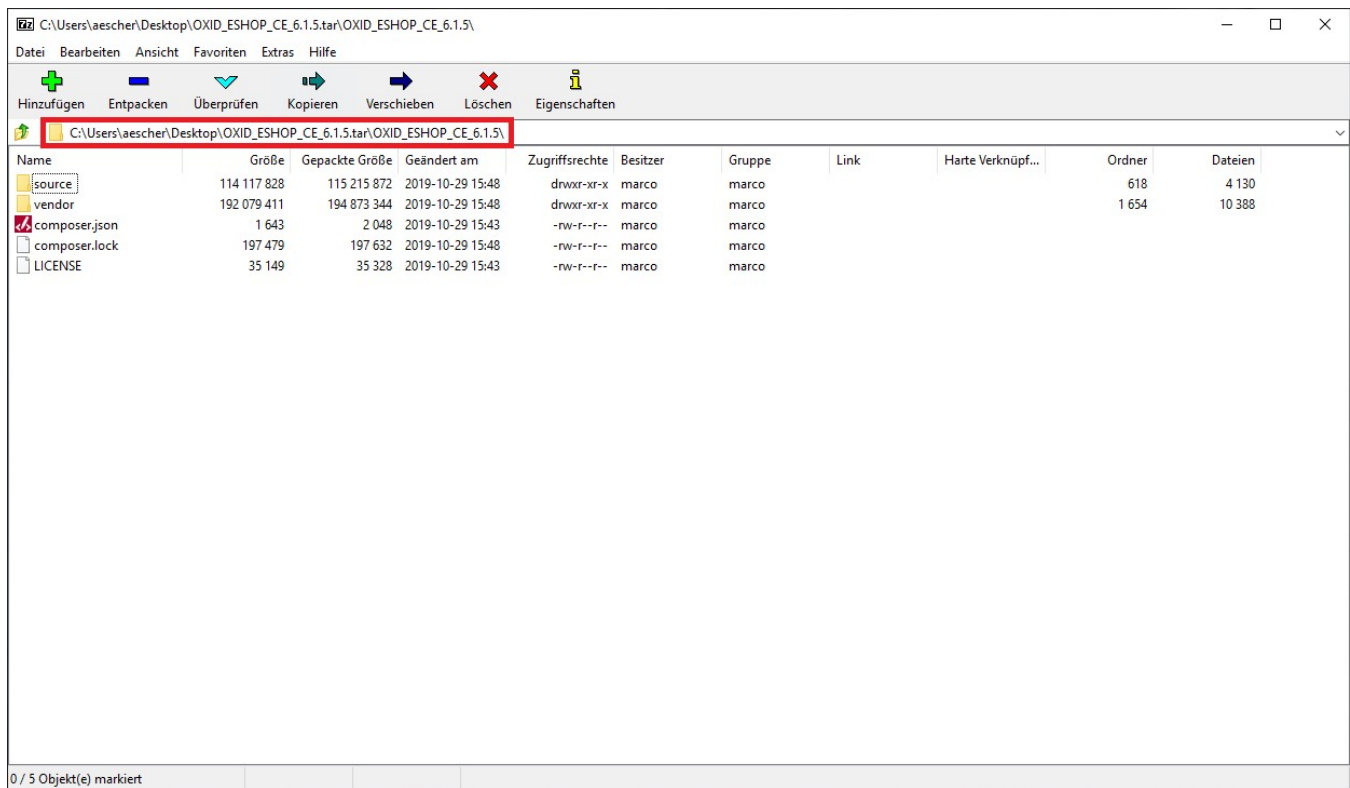 C:\Users\aescher\Desktop\OXID_ESHOP_CE_6.1.5.tar\OXID_ESHOP_CE_6.1.5\
Datei Bearbeiten Ansicht Favoriten Extras Hilfe
Hinzufügen Entpacken Überprüfen Kopieren Verschieben Löschen Eigenschaften
C:\Users\aescher\Desktop\OXID_ESHOP_CE_6.1.5.tar\OXID_ESHOP_CE_6.1.5\
Name Größe Gepackte Größe Geändert am Zugriffsrechte Besitzer Gruppe Link Harte Verknüpf... Ordner Dateien
source 114 117 828 115 215 872 2019-10-29 15:48 drwxr-xr-x marco marco 618 4 130
vendor 192 079 411 194 873 344 2019-10-29 15:48 drwxr-xr-x marco marco 1 654 10 388
composer.json 1 643 2 048 2019-10-29 15:43 -rw-r--r-- marco marco
composer.lock 197 479 197 632 2019-10-29 15:48 -rw-r--r-- marco marco
LICENSE 35 149 35 328 2019-10-29 15:43 -rw-r--r-- marco marco
0 / 5 Objekt(e) markiert